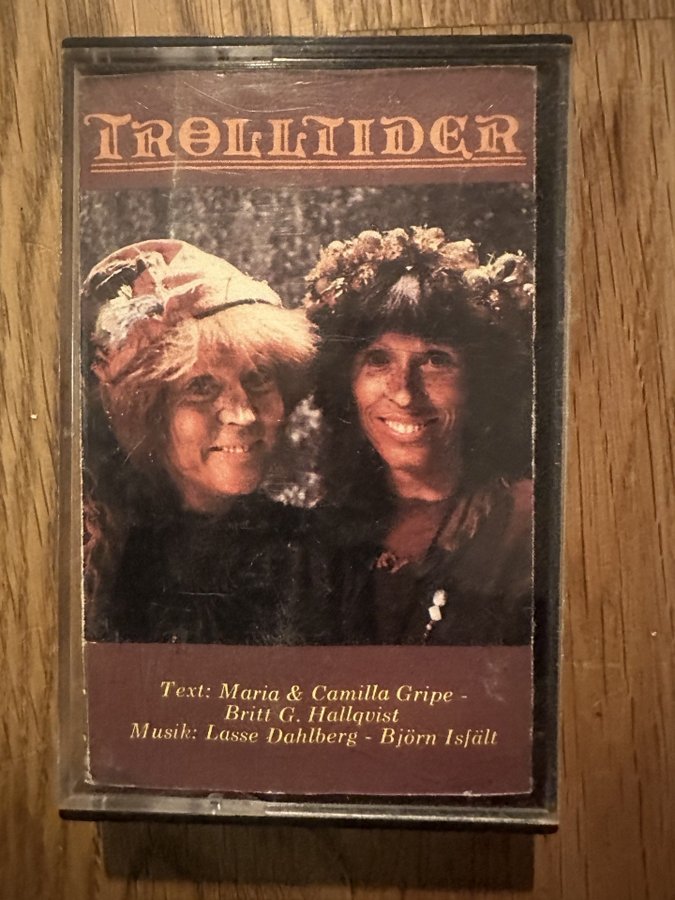 TROLLTIDER
Text: Maria & Camilla Gripe -
Britt G. Hallqvist
Musik: Lasse Dahlberg - Björn Isfält